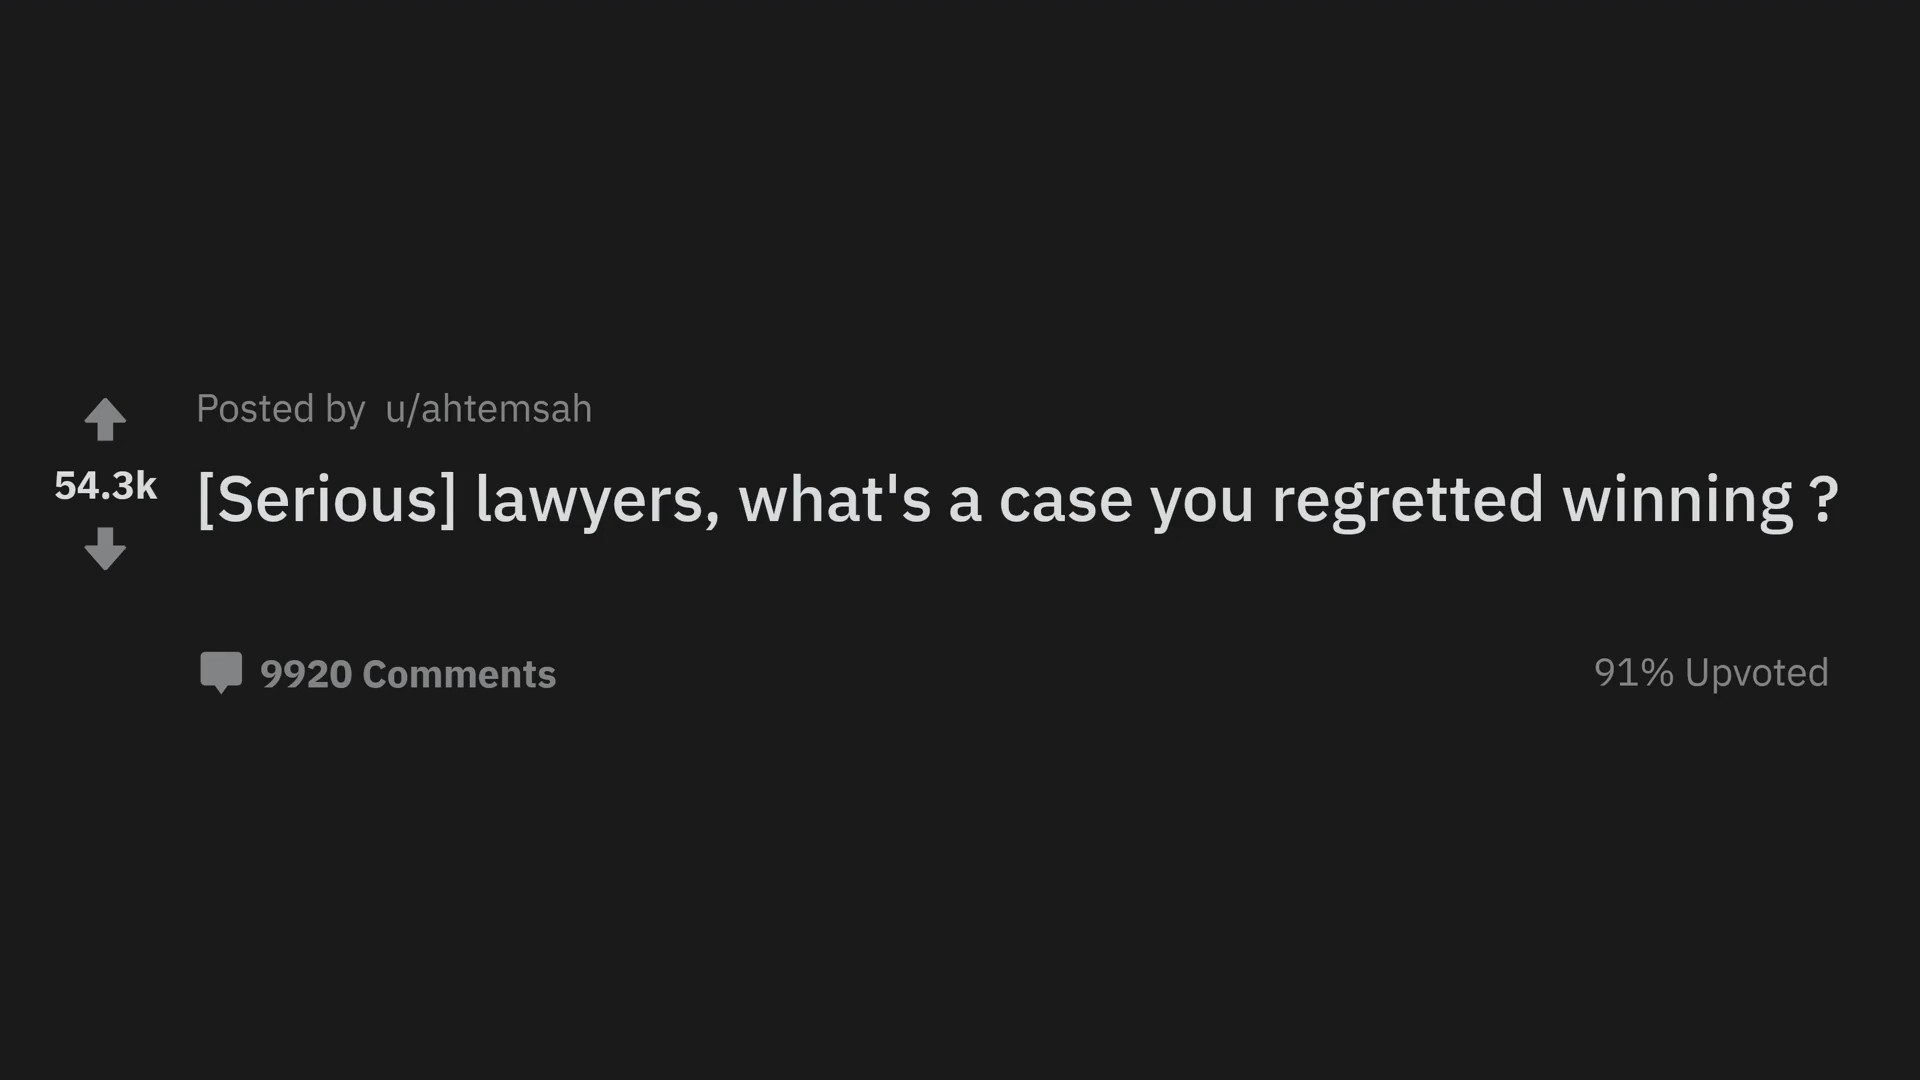 Posted by u/ahtemsah
54.3k
[Serious] lawyers, what's a case you regretted winning ?
9920 Comments
91% Upvoted